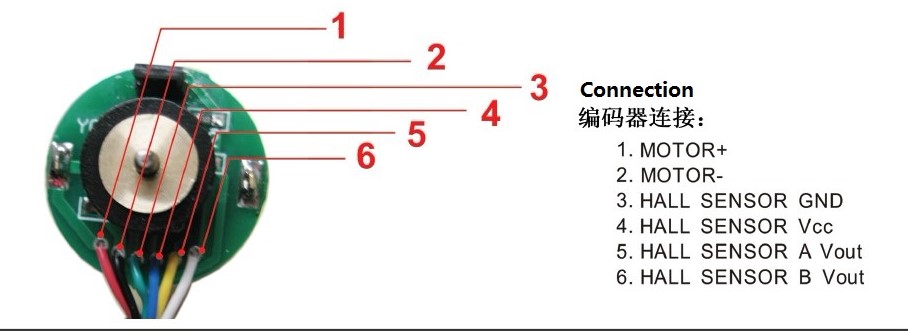 1
2
3
4
5
6
Connection
编码器连接：
1. MOTOR+
2. MOTOR-
3. HALL SENSOR GND
4. HALL SENSOR Vcc
5. HALL SENSOR A Vout
6. HALL SENSOR B Vout